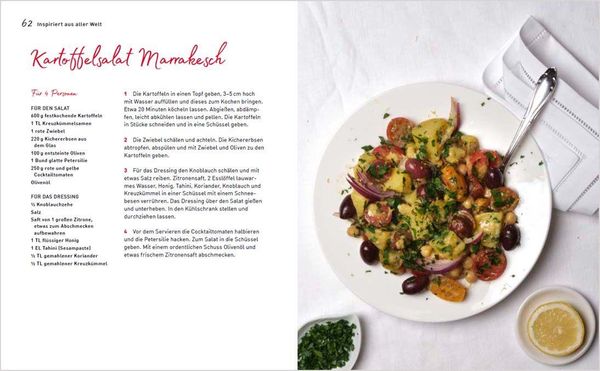 62 Inspiriert aus aller Welt
Kartoffelsalat Marrakesch
Für 4 Personen
FÜR DEN SALAT
600 g festkochende Kartoffeln
1 TL Kreuzkümmelsamen
1 rote Zwiebel
220 g Kichererbsen aus
dem Glas
100 g entsteinte Oliven
1 Bund glatte Petersilie
250 g rote und gelbe
Cocktailtomaten
Olivenöl
FÜR DAS DRESSING
½ Knoblauchzehe
Salz
Saft von 1 großen Zitrone,
etwas zum Abschmecken
aufbewahren
1 TL flüssiger Honig
1 EL Tahini (Sesampaste)
½ TL gemahlener Koriander
½ TL gemahlener Kreuzkümmel
1 Die Kartoffeln in einen Topf geben, 3–5 cm hoch
mit Wasser auffüllen und dieses zum Kochen bringen.
Etwa 20 Minuten köcheln lassen. Abgießen, abdämp-
fen, leicht abkühlen lassen und pellen. Die Kartoffeln
in Stücke schneiden und in eine Schüssel geben.
2 Die Zwiebel schälen und achteln. Die Kichererbsen
abtropfen, abspülen und mit Zwiebel und Oliven zu den
Kartoffeln geben.
3 Für das Dressing den Knoblauch schälen und mit
etwas Salz reiben. Zitronensaft, 2 Esslöffel lauwar-
mes Wasser, Honig, Tahini, Koriander, Knoblauch und
Kreuzkümmel in einer Schüssel mit einem Schnee-
besen verrühren. Das Dressing über den Salat gießen
und unterheben. In den Kühlschrank stellen und
durchziehen lassen.
4 Vor dem Servieren die Cocktailtomaten halbieren
und die Petersilie hacken. Zum Salat in die Schüssel
geben. Mit einem ordentlichen Schuss Olivenöl und
etwas frischem Zitronensaft abschmecken.